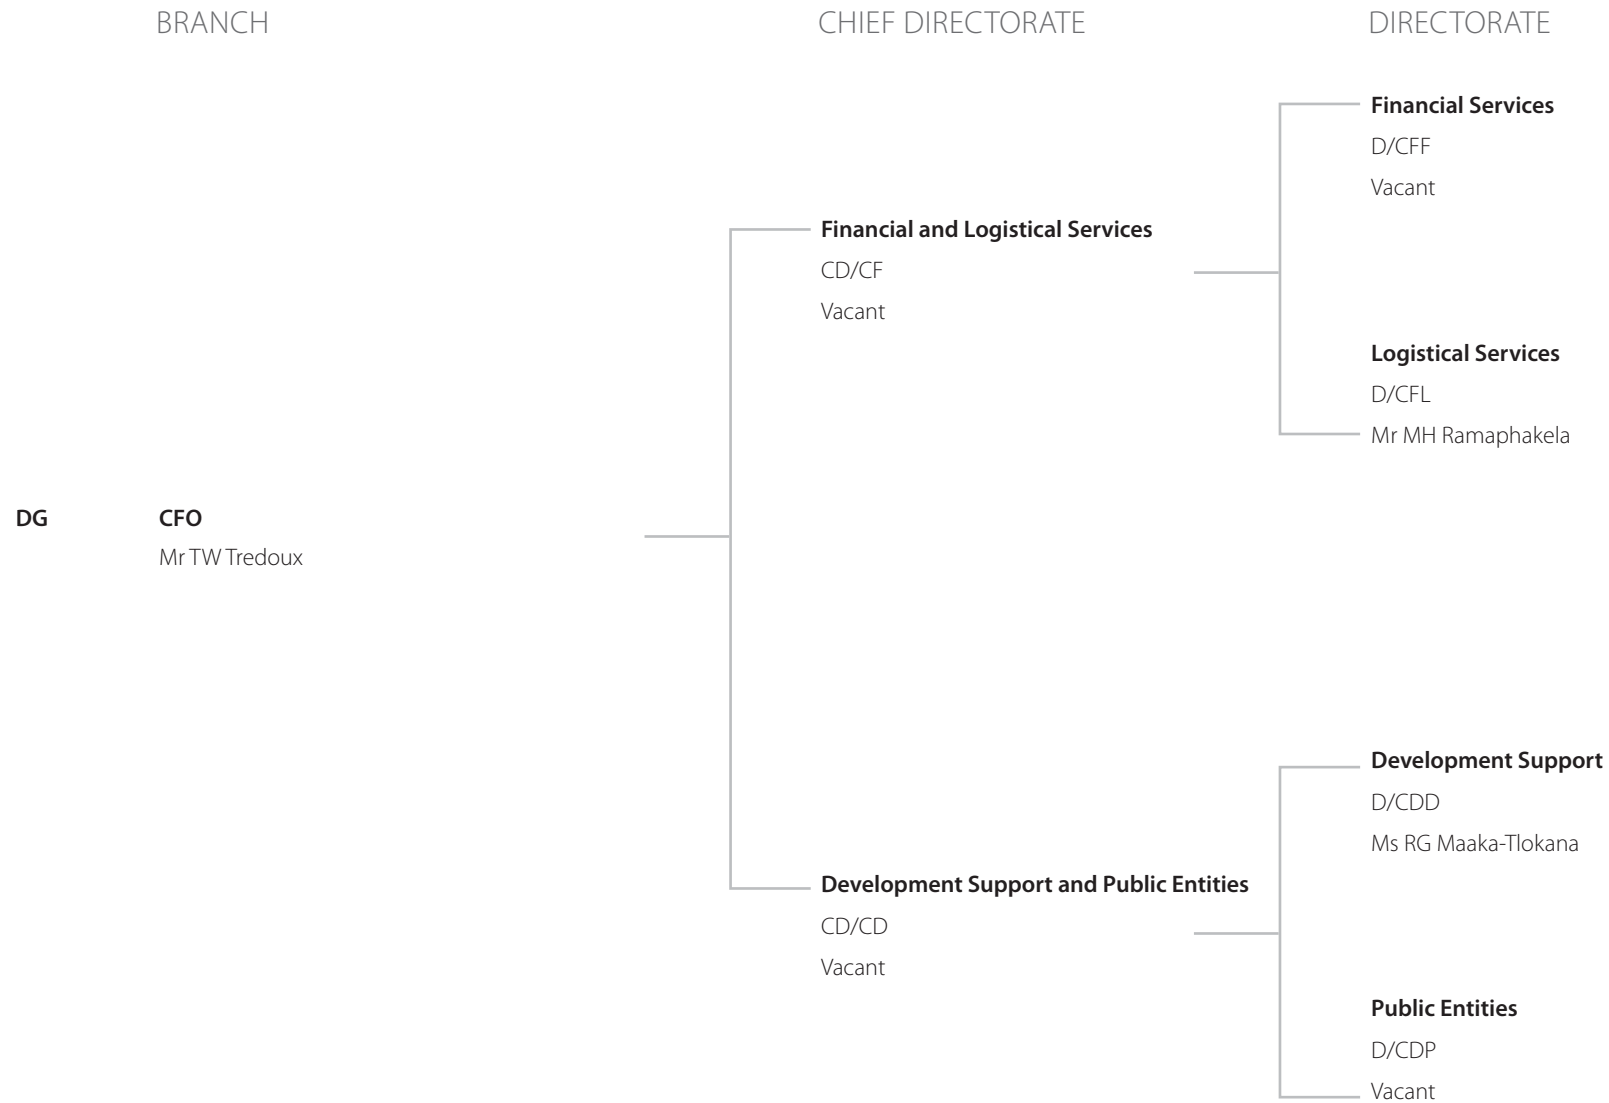 BRANCH
CHIEF DIRECTORATE
DIRECTORATE
Financial Services
D/CFF
Vacant
Financial and Logistical Services
CD/CF
Vacant
Logistical Services
D/CFL
Mr MH Ramaphakela
DG
CFO
Mr TW Tredoux
Development Support
D/CDD
Ms RG Maaka-Tlokana
Development Support and Public Entities
CD/CD
Vacant
Public Entities
D/CDP
Vacant